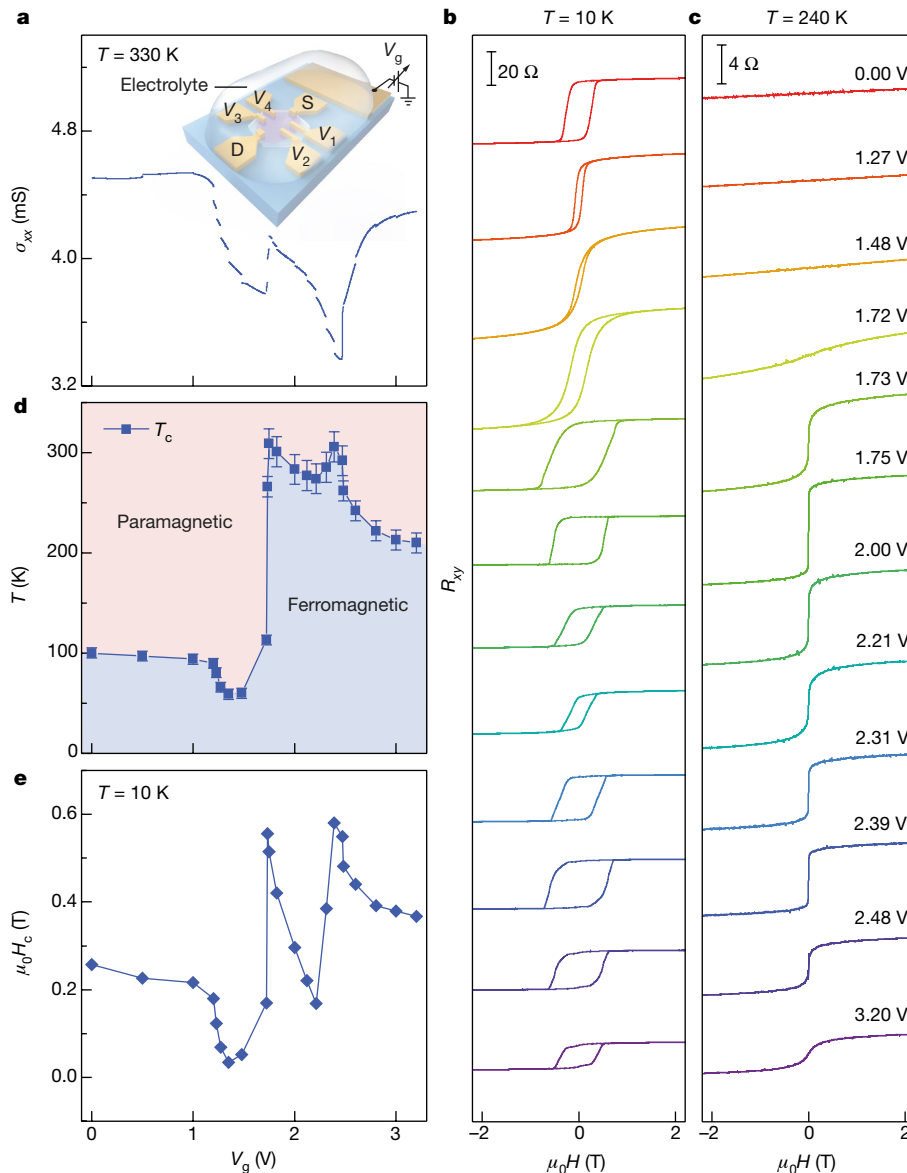 a
T = 330 K
Electrolyte
V_g
V_4
S
V_3
V_1
D
V_2
4.8
4.0
3.2
σ_xx (mS)
b
T = 10 K
20 Ω
R_xy
−2 0 2
μ_0H (T)
c
T = 240 K
4 Ω
0.00 V
1.27 V
1.48 V
1.72 V
1.73 V
1.75 V
2.00 V
2.21 V
2.31 V
2.39 V
2.48 V
3.20 V
−2 0 2
μ_0H (T)
d
T_c
300
Paramagnetic
200
Ferromagnetic
100
0
T (K)
e
T = 10 K
0.6
0.4
0.2
0.0
μ_0H_c (T)
0 1 2 3
V_g (V)